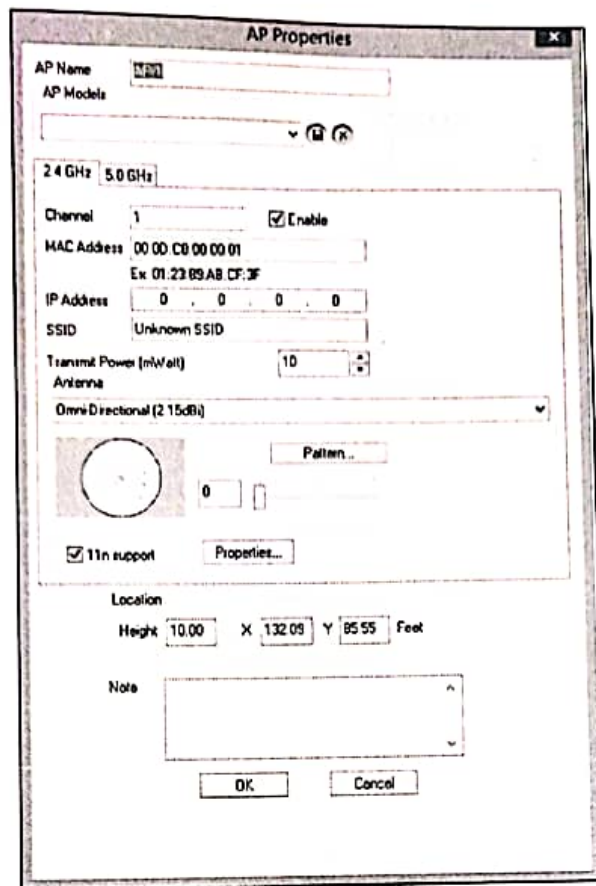 AP Properties
AP Name
AP Models
2.4 GHz 5.0 GHz
Channel 1 Enable
MAC Address 00:0D:C8:00:00:01
Ex: 01:23:89:AB:CF:3F
IP Address 0 . 0 . 0 . 0
SSID Unknown SSID
Transmit Power (mWatt) 10
Antenna
Omni-Directional (2.15dBi)
Pattern...
0
11n support Properties...
Location
Height 10.00 X 132.09 Y 85.55 Feet
Note
OK Cancel